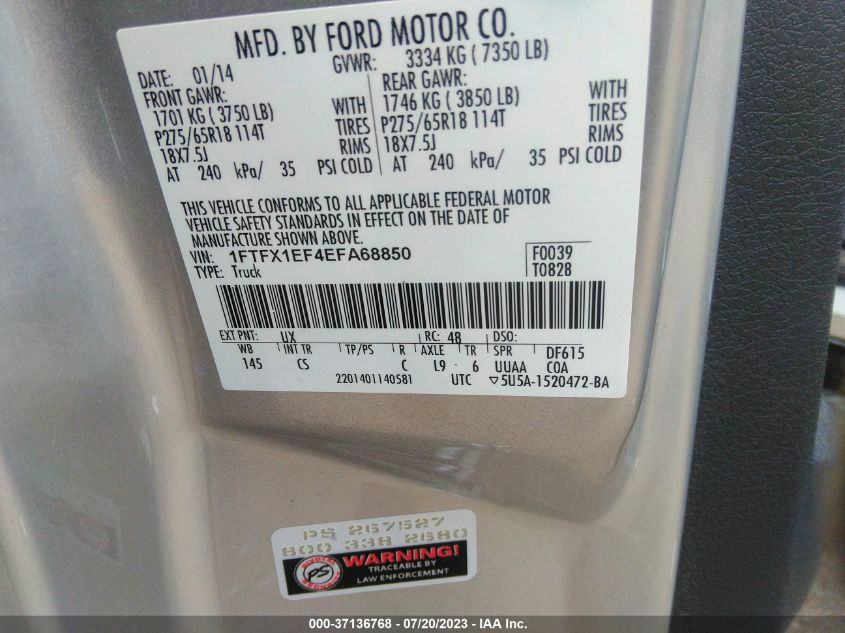 MFD. BY FORD MOTOR CO.
DATE: 01/14 GVWR: 3334 KG ( 7350 LB)
FRONT GAWR: REAR GAWR:
1701 KG ( 3750 LB) WITH 1746 KG ( 3850 LB) WITH
P275/65R18 114T TIRES P275/65R18 114T TIRES
18X7.5J RIMS 18X7.5J RIMS
AT 240 kPa/ 35 PSI COLD AT 240 kPa/ 35 PSI COLD
THIS VEHICLE CONFORMS TO ALL APPLICABLE FEDERAL MOTOR
VEHICLE SAFETY STANDARDS IN EFFECT ON THE DATE OF
MANUFACTURE SHOWN ABOVE.
VIN: 1FTFX1EF4EFA68850 F0039
TYPE: Truck T0828
EXT PNT: UX RC: 48 DSO:
WB INT TR TP/PS R AXLE TR SPR DF615
145 CS C L9 - 6 UUAA COA
2201401140581 UTC ▽5U5A-1520472-BA
PS 267527
800 338 2680
PS WARNING!
TRACEABLE BY
LAW ENFORCEMENT
000-37136768 - 07/20/2023 - IAA Inc.